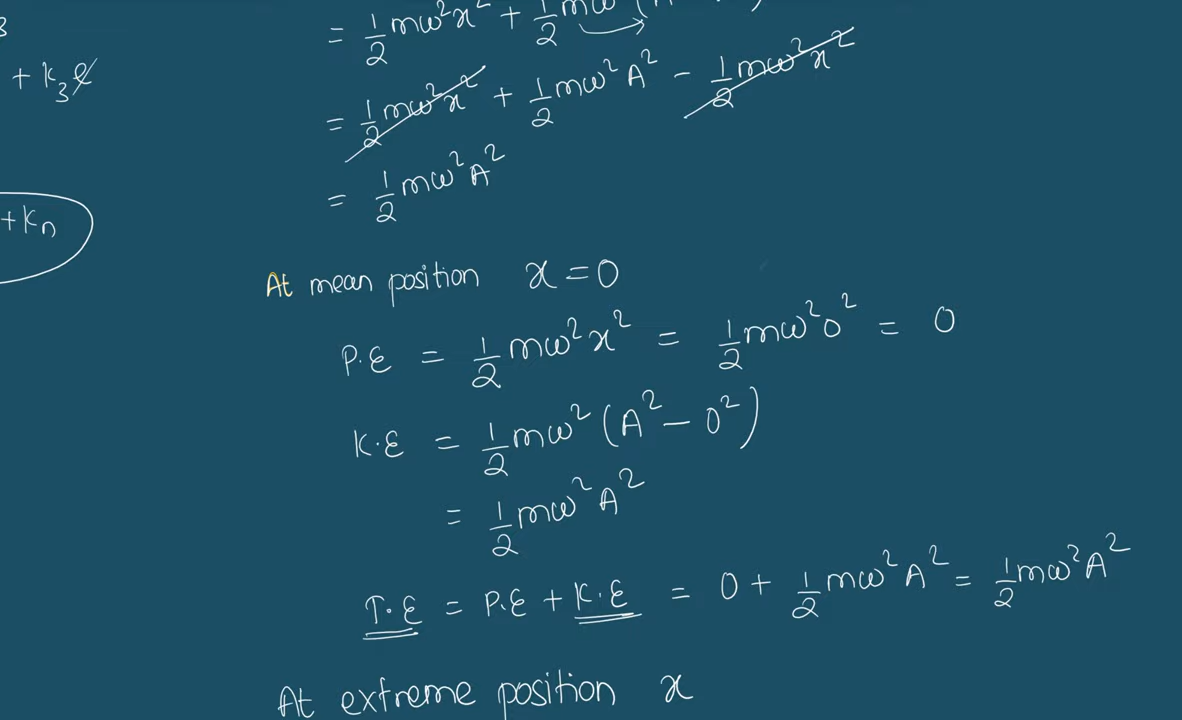 = 1/2 mω²x² + 1/2 mω
+ K₃ℓ
= 1/2 mω²x² + 1/2 mω²A² − 1/2 mω²x²
= 1/2 mω²A²
+ Kn
At mean position x = 0
P.E = 1/2 mω²x² = 1/2 mω²0² = 0
K.E = 1/2 mω² (A² − 0²)
= 1/2 mω²A²
T.E = P.E + K.E = 0 + 1/2 mω²A² = 1/2 mω²A²
At extreme position x